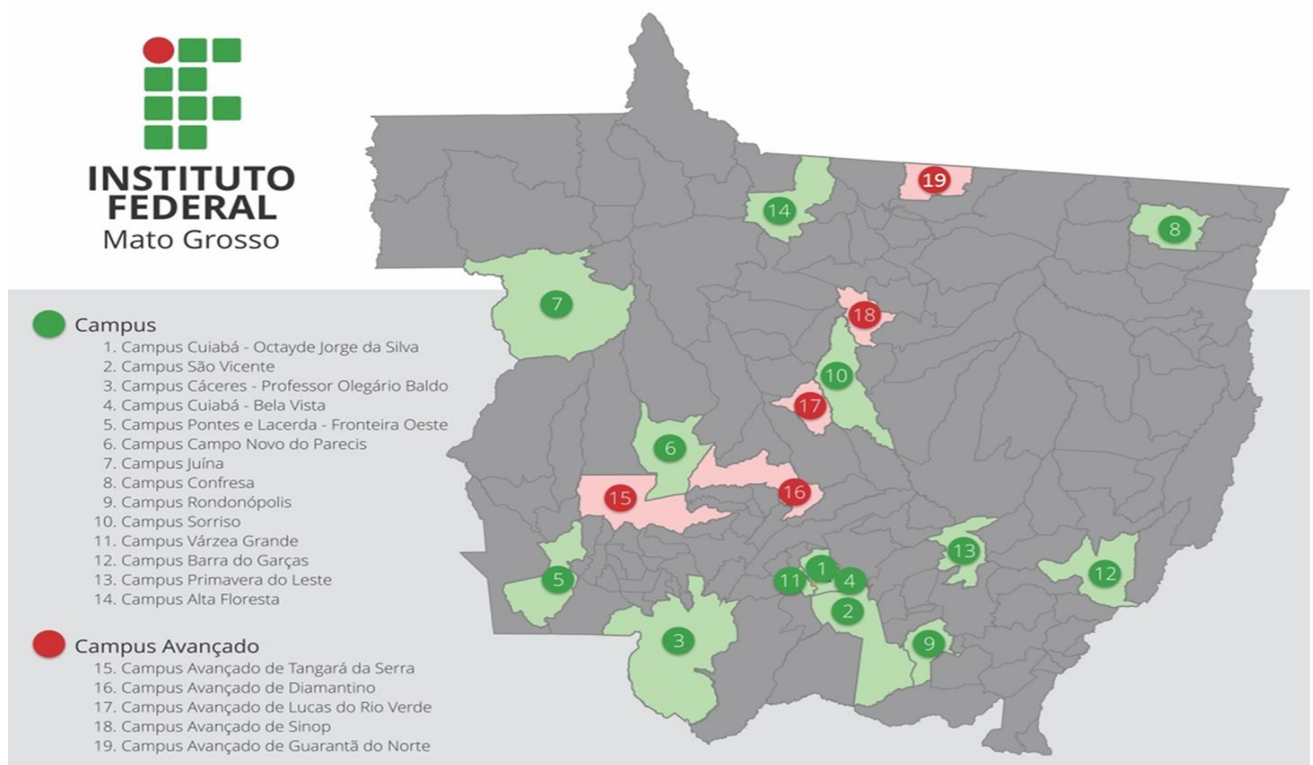 INSTITUTO
FEDERAL
Mato Grosso
Campus
1. Campus Cuiabá - Octayde Jorge da Silva
2. Campus São Vicente
3. Campus Cáceres - Professor Olegário Baldo
4. Campus Cuiabá - Bela Vista
5. Campus Pontes e Lacerda - Fronteira Oeste
6. Campus Campo Novo do Parecis
7. Campus Juína
8. Campus Confresa
9. Campus Rondonópolis
10. Campus Sorriso
11. Campus Várzea Grande
12. Campus Barra do Garças
13. Campus Primavera do Leste
14. Campus Alta Floresta
Campus Avançado
15. Campus Avançado de Tangará da Serra
16. Campus Avançado de Diamantino
17. Campus Avançado de Lucas do Rio Verde
18. Campus Avançado de Sinop
19. Campus Avançado de Guarantã do Norte
19
14
8
7
18
10
17
6
16
15
13
1
12
11
4
5
2
3
9